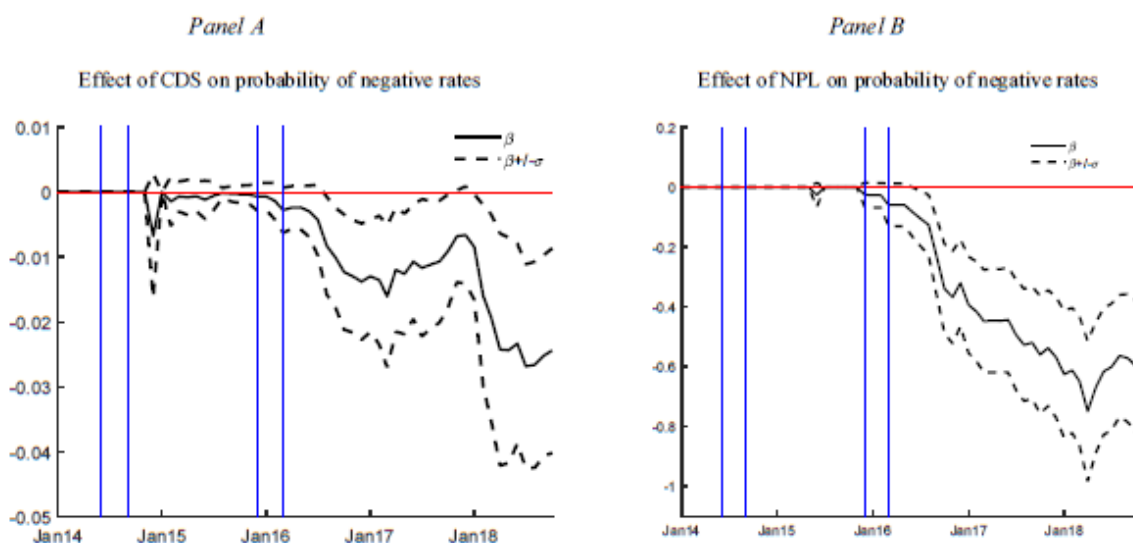 Panel A
Effect of CDS on probability of negative rates
0.01
0
-0.01
-0.02
-0.03
-0.04
-0.05
Jan14 Jan15 Jan16 Jan17 Jan18
β
β+/-σ
Panel B
Effect of NPL on probability of negative rates
0.2
0
-0.2
-0.4
-0.6
-0.8
-1
Jan14 Jan15 Jan16 Jan17 Jan18
β
β+/-σ